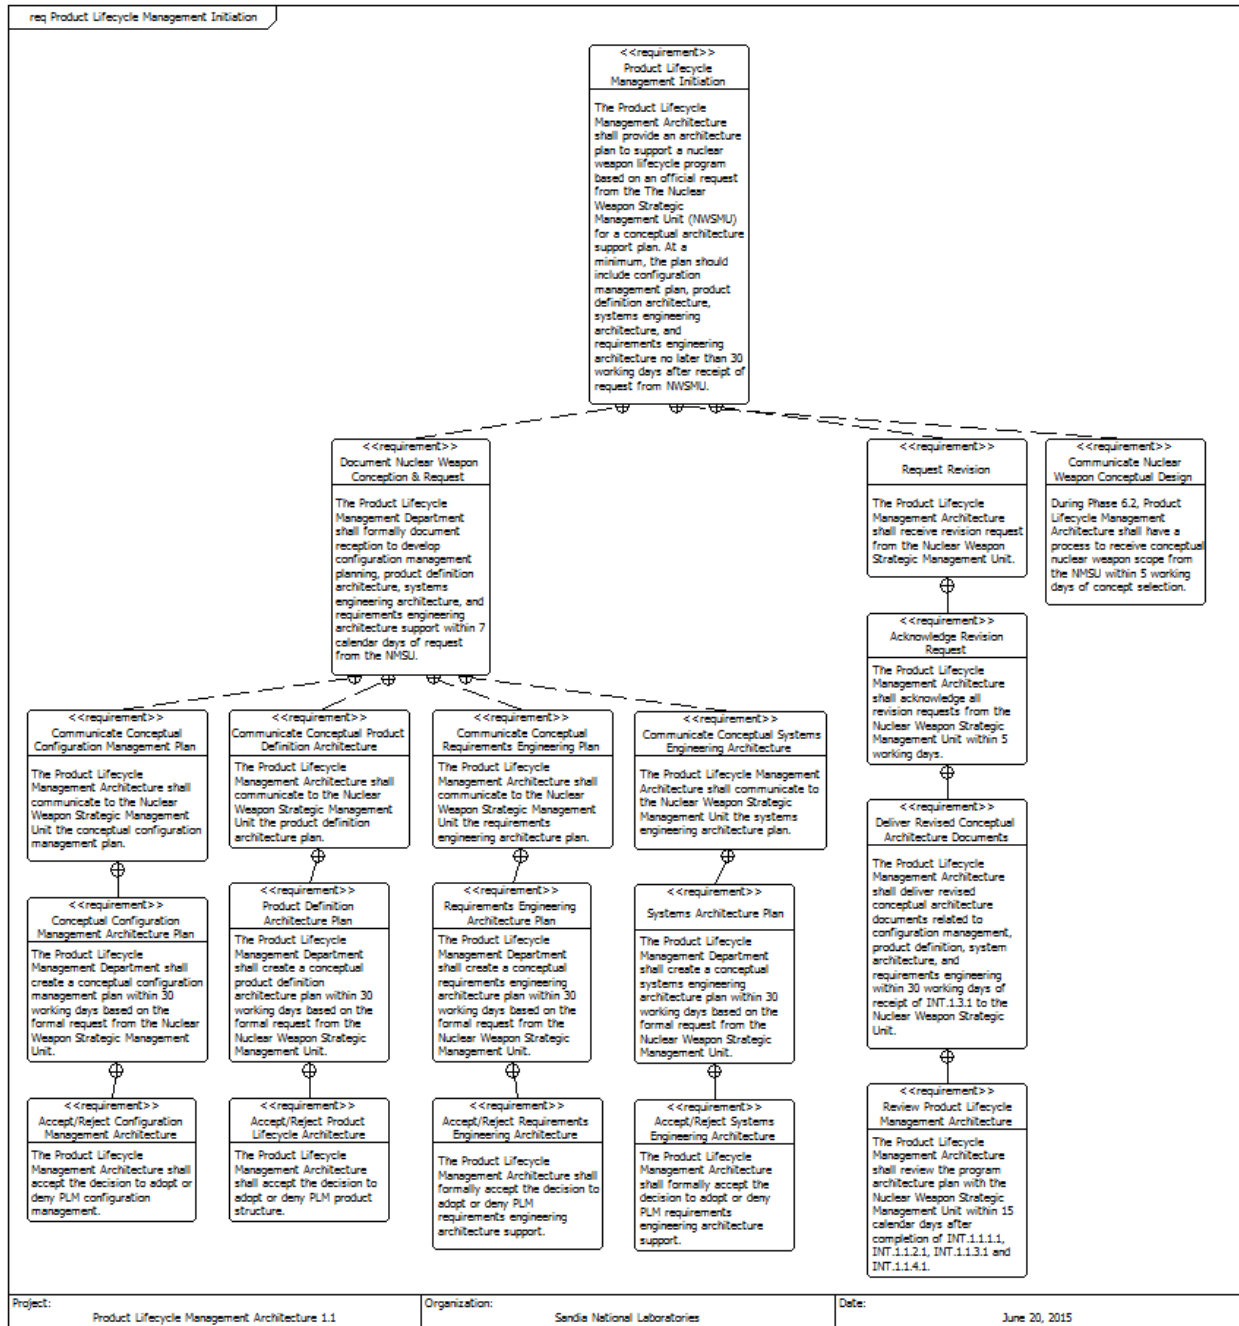 req Product Lifecycle Management Initiation
<<requirement>>
Product Lifecycle
Management Initiation
The Product Lifecycle
Management Architecture
shall provide an architecture
plan to support a nuclear
weapon lifecycle program
based on an official request
from the The Nuclear
Weapon Strategic
Management Unit (NWSMU)
for a conceptual architecture
support plan. At a
minimum, the plan should
include configuration
management plan, product
definition architecture,
systems engineering
architecture, and
requirements engineering
architecture no later than 30
working days after receipt of
request from NWSMU.
<<requirement>>
Document Nuclear Weapon
Conception & Request
The Product Lifecycle
Management Department
shall formally document
reception to develop
configuration management
planning, product definition
architecture, systems
engineering architecture, and
requirements engineering
architecture support within 7
calendar days of request
from the NMSU.
<<requirement>>
Request Revision
The Product Lifecycle
Management Architecture
shall receive revision request
from the Nuclear Weapon
Strategic Management Unit.
<<requirement>>
Communicate Nuclear
Weapon Conceptual Design
During Phase 6.2, Product
Lifecycle Management
Architecture shall have a
process to receive conceptual
nuclear weapon scope from
the NMSU within 5 working
days of concept selection.
<<requirement>>
Acknowledge Revision
Request
The Product Lifecycle
Management Architecture
shall acknowledge all
revision requests from the
Nuclear Weapon Strategic
Management Unit within 5
working days.
<<requirement>>
Communicate Conceptual
Configuration Management Plan
The Product Lifecycle
Management Architecture shall
communicate to the Nuclear
Weapon Strategic Management
Unit the conceptual configuration
management plan.
<<requirement>>
Communicate Conceptual Product
Definition Architecture
The Product Lifecycle
Management Architecture shall
communicate to the Nuclear
Weapon Strategic Management
Unit the product definition
architecture plan.
<<requirement>>
Communicate Conceptual
Requirements Engineering Plan
The Product Lifecycle
Management Architecture shall
communicate to the Nuclear
Weapon Strategic Management
Unit the requirements
engineering architecture plan.
<<requirement>>
Communicate Conceptual Systems
Engineering Architecture
The Product Lifecycle Management
Architecture shall communicate to
the Nuclear Weapon Strategic
Management Unit the systems
engineering architecture plan.
<<requirement>>
Deliver Revised Conceptual
Architecture Documents
The Product Lifecycle
Management Architecture
shall deliver revised
conceptual architecture
documents related to
configuration management,
product definition, system
architecture, and
requirements engineering
within 30 working days of
receipt of INT.1.3.1 to the
Nuclear Weapon Strategic
Unit.
<<requirement>>
Conceptual Configuration
Management Architecture Plan
The Product Lifecycle
Management Department shall
create a conceptual configuration
management plan within 30
working days based on the
formal request from the Nuclear
Weapon Strategic Management
Unit.
<<requirement>>
Product Definition
Architecture Plan
The Product Lifecycle
Management Department
shall create a conceptual
product definition
architecture plan within 30
working days based on the
formal request from the
Nuclear Weapon Strategic
Management Unit.
<<requirement>>
Requirements Engineering
Architecture Plan
The Product Lifecycle
Management Department
shall create a conceptual
requirements engineering
architecture plan within 30
working days based on the
formal request from the
Nuclear Weapon Strategic
Management Unit.
<<requirement>>
Systems Architecture Plan
The Product Lifecycle
Management Department
shall create a conceptual
systems engineering
architecture plan within 30
working days based on the
formal request from the
Nuclear Weapon Strategic
Management Unit.
<<requirement>>
Accept/Reject Configuration
Management Architecture
The Product Lifecycle
Management Architecture shall
accept the decision to adopt or
deny PLM configuration
management.
<<requirement>>
Accept/Reject Product
Lifecycle Architecture
The Product Lifecycle
Management Architecture
shall accept the decision to
adopt or deny PLM product
structure.
<<requirement>>
Accept/Reject Requirements
Engineering Architecture
The Product Lifecycle
Management Architecture shall
formally accept the decision to
adopt or deny PLM
requirements engineering
architecture support.
<<requirement>>
Accept/Reject Systems
Engineering Architecture
The Product Lifecycle
Management Architecture
shall formally accept the
decision to adopt or deny
PLM requirements
engineering architecture
support.
<<requirement>>
Review Product Lifecycle
Management Architecture
The Product Lifecycle
Management Architecture
shall review the program
architecture plan with the
Nuclear Weapon Strategic
Management Unit within 15
calendar days after
completion of INT.1.1.1.1,
INT.1.1.2.1, INT.1.1.3.1 and
INT.1.1.4.1.
Project:
Product Lifecycle Management Architecture 1.1
Organization:
Sandia National Laboratories
Date:
June 20, 2015